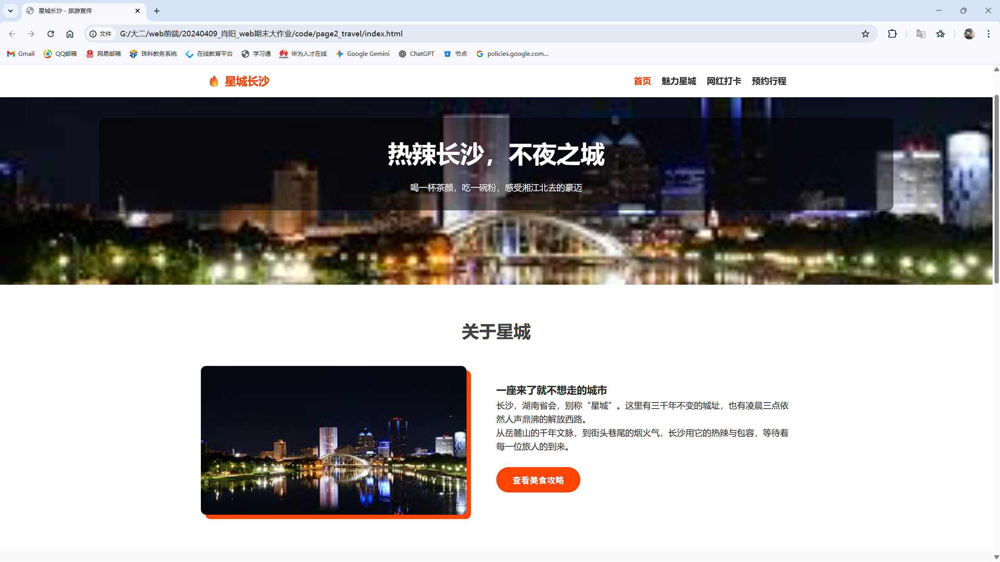 星城长沙 - 旅游宣传
文件 G:/大二/web前端/20240409_肖阳_web期末大作业/code/page2_travel/index.html
Gmail QQ邮箱 网易邮箱 珠科教务系统 在线教育平台 学习通 华为人才在线 Google Gemini ChatGPT 节点 policies.google.com...
星城长沙 首页 魅力星城 网红打卡 预约行程
热辣长沙，不夜之城
喝一杯茶颜，吃一碗粉，感受湘江北去的豪迈
关于星城
一座来了就不想走的城市
长沙，湖南省会，别称“星城”。这里有三千年不变的城址，也有凌晨三点依
然人声鼎沸的解放西路。
从岳麓山的千年文脉，到街头巷尾的烟火气，长沙用它的热辣与包容，等待着
每一位旅人的到来。
查看美食攻略